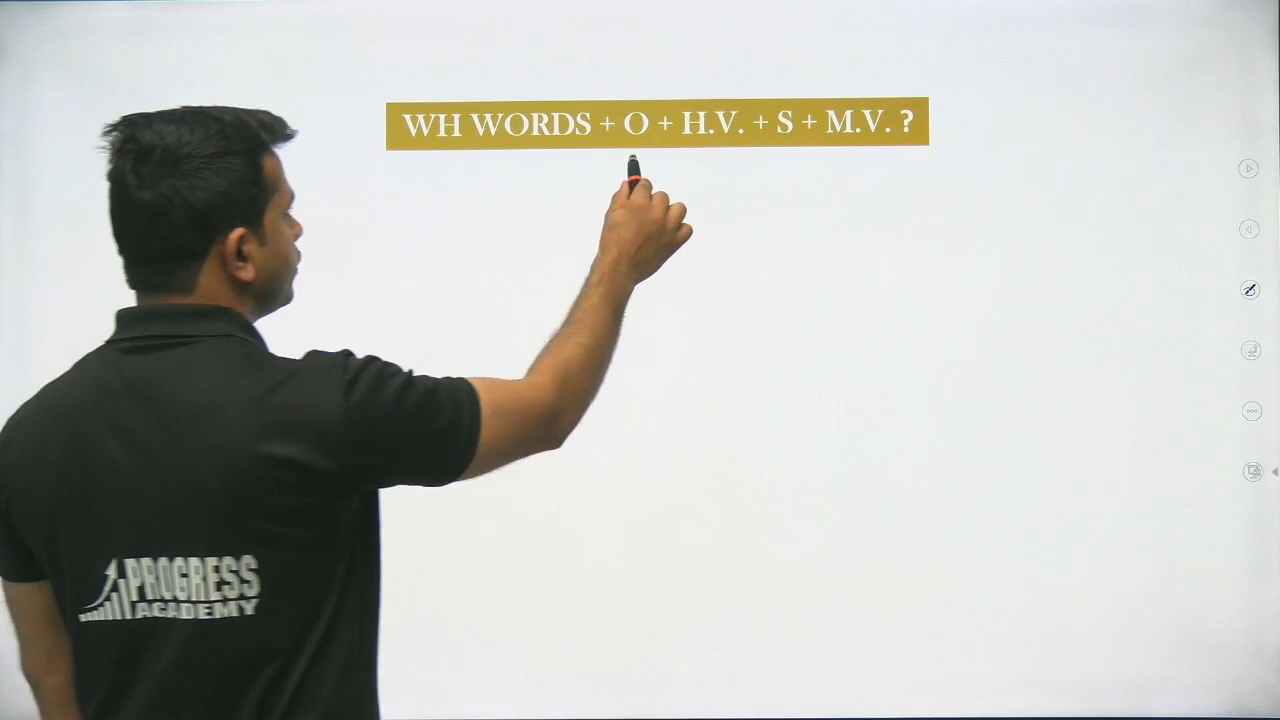 WH WORDS + O + H.V. + S + M.V. ?
PROGRESS
ACADEMY